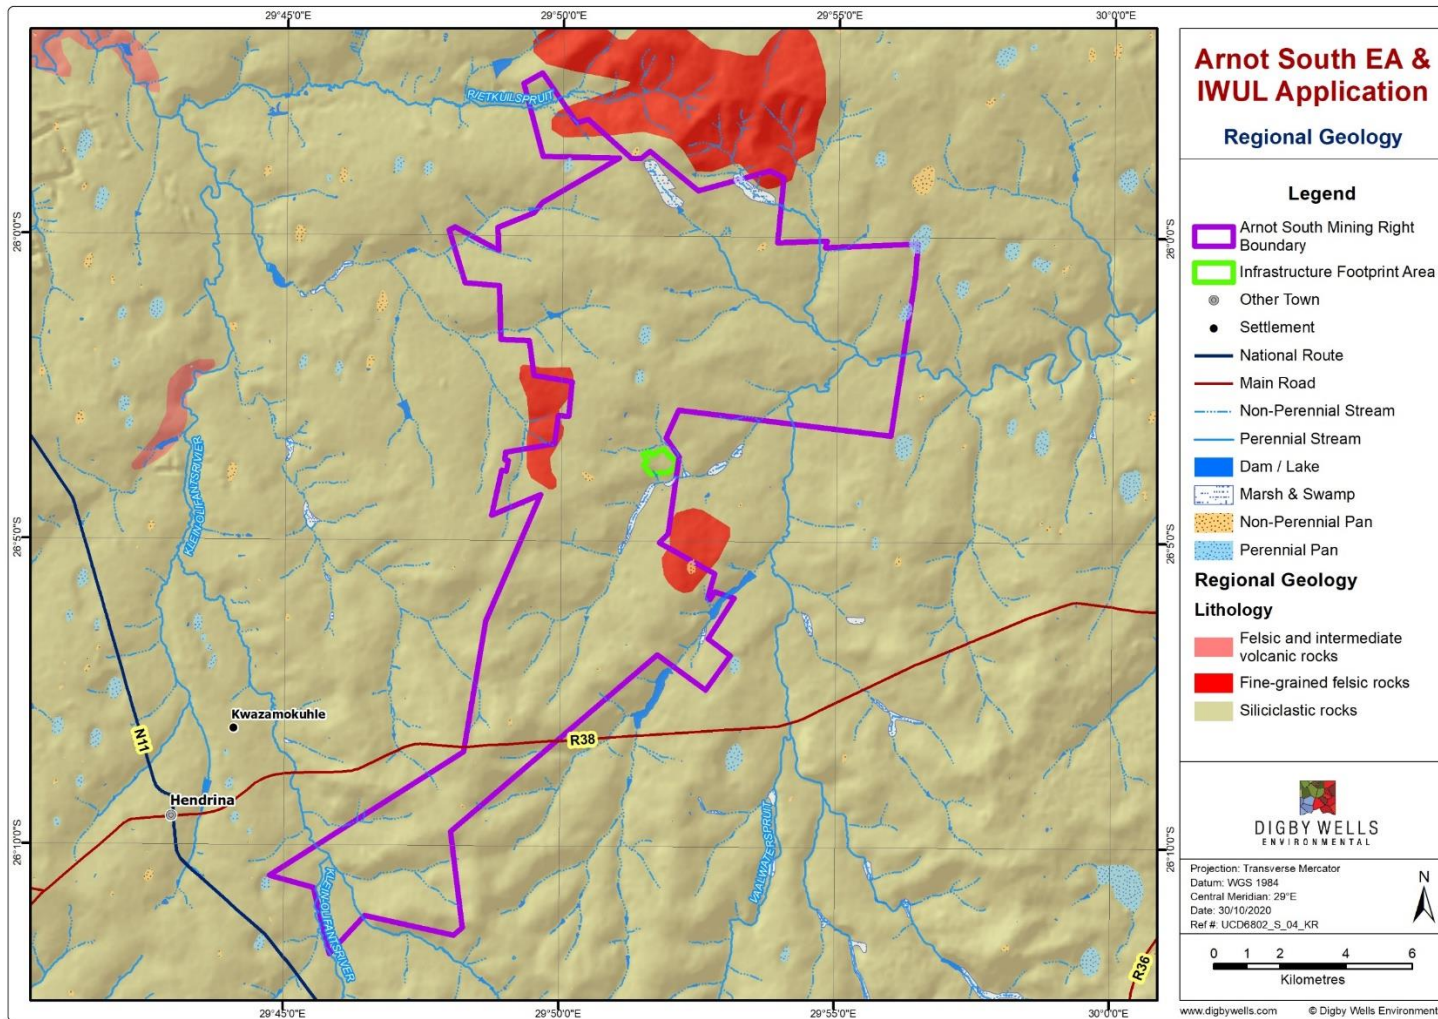 29°45'0"E
29°50'0"E
29°55'0"E
30°0'0"E
26°0'0"S
26°0'0"S
26°5'0"S
26°5'0"S
26°10'0"S
26°10'0"S
29°45'0"E
29°50'0"E
29°55'0"E
30°0'0"E
RIETKUILSPRUIT
KLEIN-OLIFANTSRIVER
Kwazamokuhle
N11
R38
Hendrina
VAALWATERSPRUIT
KLEIN-OLIFANTSRIVER
R36
Arnot South EA &
IWUL Application
Regional Geology
Legend
Arnot South Mining Right
Boundary
Infrastructure Footprint Area
Other Town
Settlement
National Route
Main Road
Non-Perennial Stream
Perennial Stream
Dam / Lake
Marsh & Swamp
Non-Perennial Pan
Perennial Pan
Regional Geology
Lithology
Felsic and intermediate
volcanic rocks
Fine-grained felsic rocks
Siliciclastic rocks
DIGBY WELLS
ENVIRONMENTAL
Projection: Transverse Mercator
Datum: WGS 1984
Central Meridian: 29°E
Date: 30/10/2020
Ref #: UCD6802_S_04_KR
N
0 1 2 4 6
Kilometres
www.digbywells.com © Digby Wells Environment